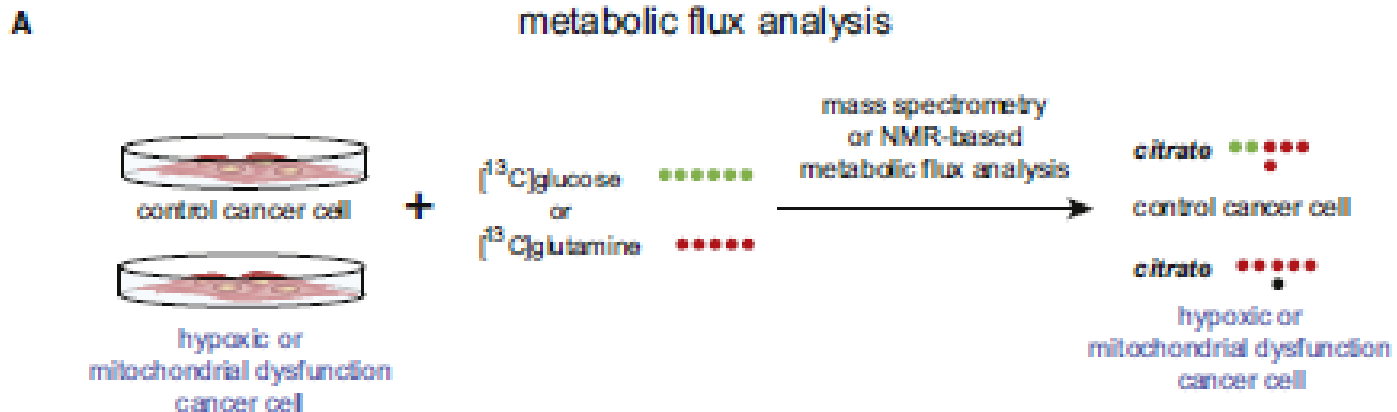 A
metabolic flux analysis
control cancer cell
+
hypoxic or
mitochondrial dysfunction
cancer cell
[13C]glucose
or
[13C]glutamine
mass spectrometry
or NMR-based
metabolic flux analysis
citrate
control cancer cell
citrate
hypoxic or
mitochondrial dysfunction
cancer cell